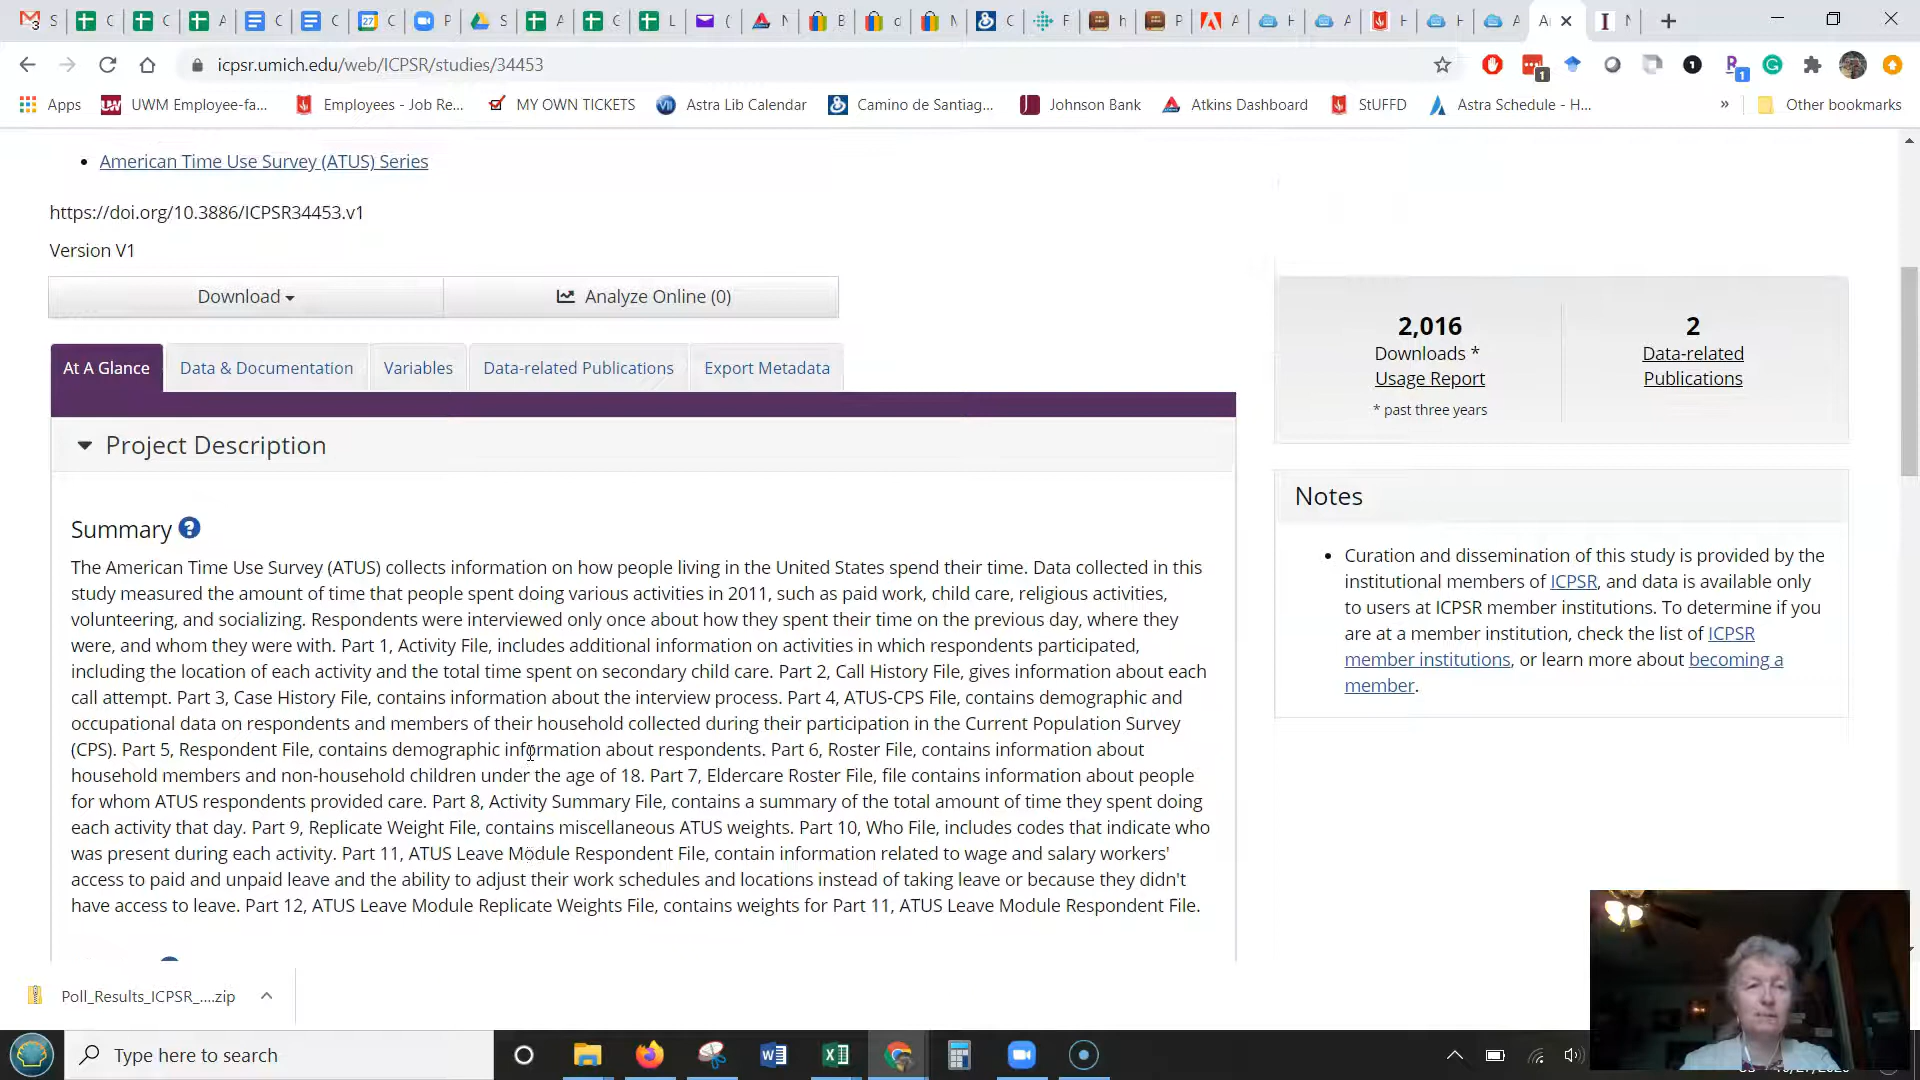 S
C
C
A
C
C
27
C
P
S
A
C
L
(
N
B
d
N
C
F
h
P
A
H
A
H
H
A
A
N
icpsr.umich.edu/web/ICPSR/studies/34453
1
1
1
Apps
UWM Employee-fa...
Employees - Job Re...
MY OWN TICKETS
Astra Lib Calendar
Camino de Santiag...
Johnson Bank
Atkins Dashboard
StUFFD
Astra Schedule - H...
»
Other bookmarks
• American Time Use Survey (ATUS) Series
https://doi.org/10.3886/ICPSR34453.v1
Version V1
Download
Analyze Online (0)
At A Glance
Data & Documentation
Variables
Data-related Publications
Export Metadata
2,016
Downloads *
Usage Report
* past three years
2
Data-related
Publications
Project Description
Summary ?
The American Time Use Survey (ATUS) collects information on how people living in the United States spend their time. Data collected in this
study measured the amount of time that people spent doing various activities in 2011, such as paid work, child care, religious activities,
volunteering, and socializing. Respondents were interviewed only once about how they spent their time on the previous day, where they
were, and whom they were with. Part 1, Activity File, includes additional information on activities in which respondents participated,
including the location of each activity and the total time spent on secondary child care. Part 2, Call History File, gives information about each
call attempt. Part 3, Case History File, contains information about the interview process. Part 4, ATUS-CPS File, contains demographic and
occupational data on respondents and members of their household collected during their participation in the Current Population Survey
(CPS). Part 5, Respondent File, contains demographic information about respondents. Part 6, Roster File, contains information about
household members and non-household children under the age of 18. Part 7, Eldercare Roster File, file contains information about people
for whom ATUS respondents provided care. Part 8, Activity Summary File, contains a summary of the total amount of time they spent doing
each activity that day. Part 9, Replicate Weight File, contains miscellaneous ATUS weights. Part 10, Who File, includes codes that indicate who
was present during each activity. Part 11, ATUS Leave Module Respondent File, contain information related to wage and salary workers'
access to paid and unpaid leave and the ability to adjust their work schedules and locations instead of taking leave or because they didn't
have access to leave. Part 12, ATUS Leave Module Replicate Weights File, contains weights for Part 11, ATUS Leave Module Respondent File.
Notes
• Curation and dissemination of this study is provided by the
institutional members of ICPSR, and data is available only
to users at ICPSR member institutions. To determine if you
are at a member institution, check the list of ICPSR
member institutions, or learn more about becoming a
member.
Poll_Results_ICPSR_....zip
Type here to search